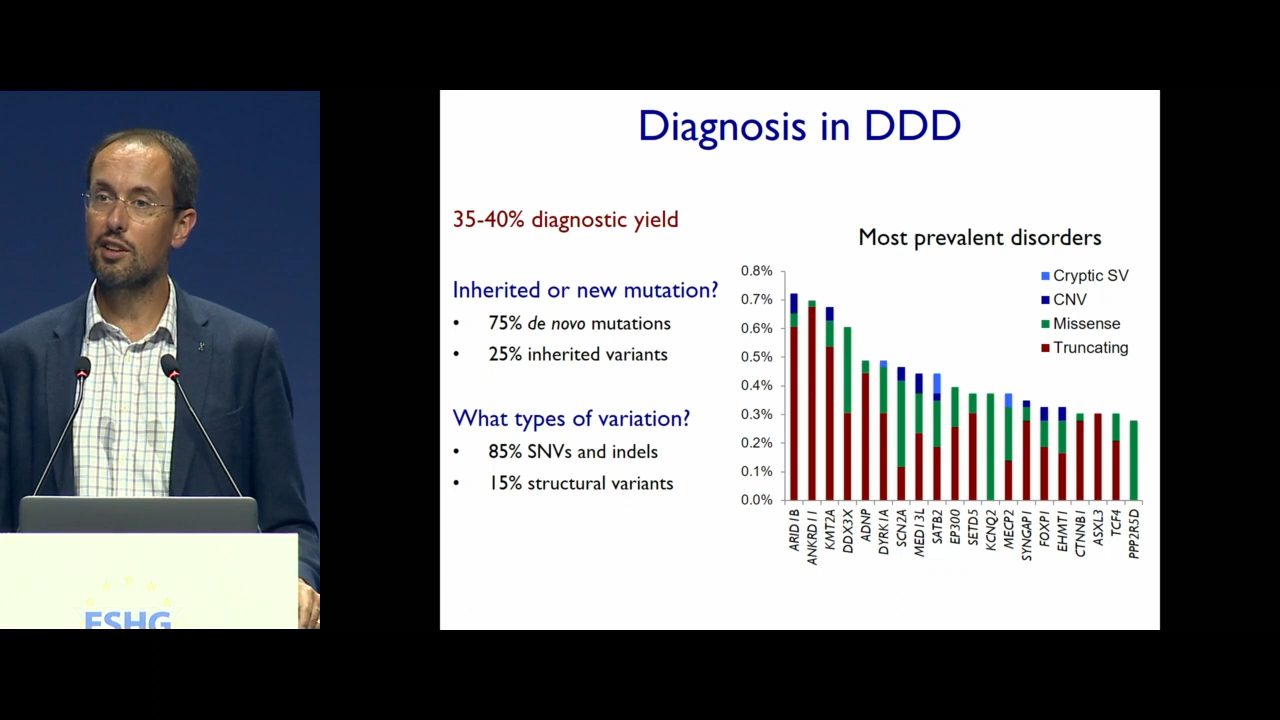 Diagnosis in DDD
35-40% diagnostic yield
Inherited or new mutation?
• 75% de novo mutations
• 25% inherited variants
What types of variation?
• 85% SNVs and indels
• 15% structural variants
Most prevalent disorders
0.8%
0.7%
0.6%
0.5%
0.4%
0.3%
0.2%
0.1%
0.0%
Cryptic SV
CNV
Missense
Truncating
ARID1B
ANKRD11
KMT2A
DDX3X
ADNP
DYRK1A
SCN2A
MED13L
SATB2
EP300
SETD5
KCNQ2
MECP2
SYNGAP1
FOXP1
EHMT1
CTNNB1
ASXL3
TCF4
PPP2R5D
ESHG